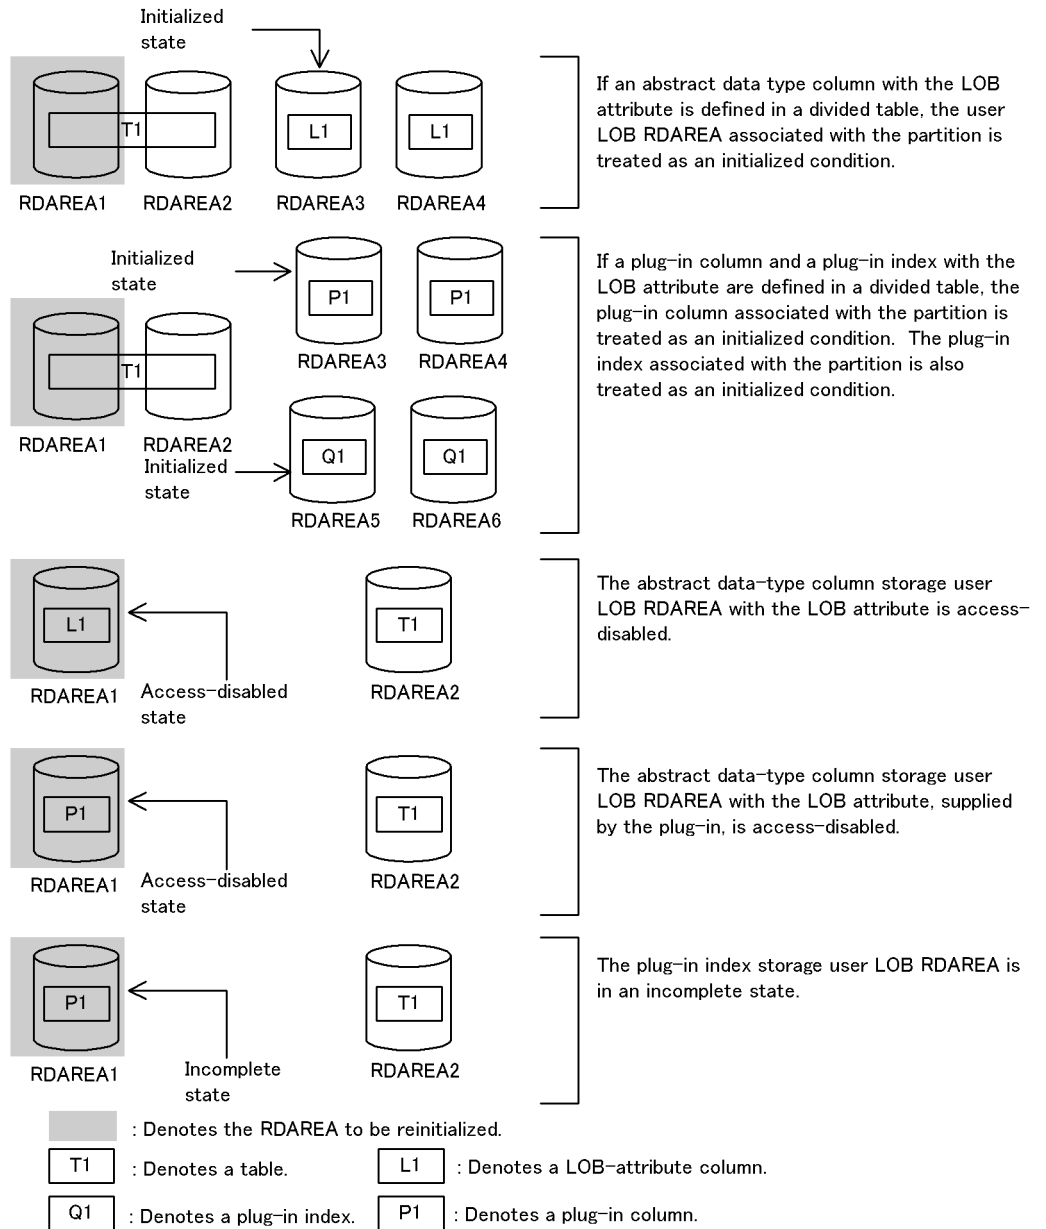 Initialized
state
T1
L1
L1
RDAREA1
RDAREA2
RDAREA3
RDAREA4
If an abstract data type column with the LOB
attribute is defined in a divided table, the user
LOB RDAREA associated with the partition is
treated as an initialized condition.
Initialized
state
P1
P1
RDAREA3
RDAREA4
T1
RDAREA1
RDAREA2
Initialized
state
Q1
Q1
RDAREA5
RDAREA6
If a plug-in column and a plug-in index with the
LOB attribute are defined in a divided table, the
plug-in column associated with the partition is
treated as an initialized condition. The plug-in
index associated with the partition is also
treated as an initialized condition.
L1
T1
RDAREA1
Access-disabled
state
RDAREA2
The abstract data-type column storage user
LOB RDAREA with the LOB attribute is access-
disabled.
P1
T1
RDAREA1
Access-disabled
state
RDAREA2
The abstract data-type column storage user
LOB RDAREA with the LOB attribute, supplied
by the plug-in, is access-disabled.
P1
T1
RDAREA1
Incomplete
state
RDAREA2
The plug-in index storage user LOB RDAREA is
in an incomplete state.
: Denotes the RDAREA to be reinitialized.
T1 : Denotes a table.
L1 : Denotes a LOB-attribute column.
Q1 : Denotes a plug-in index.
P1 : Denotes a plug-in column.